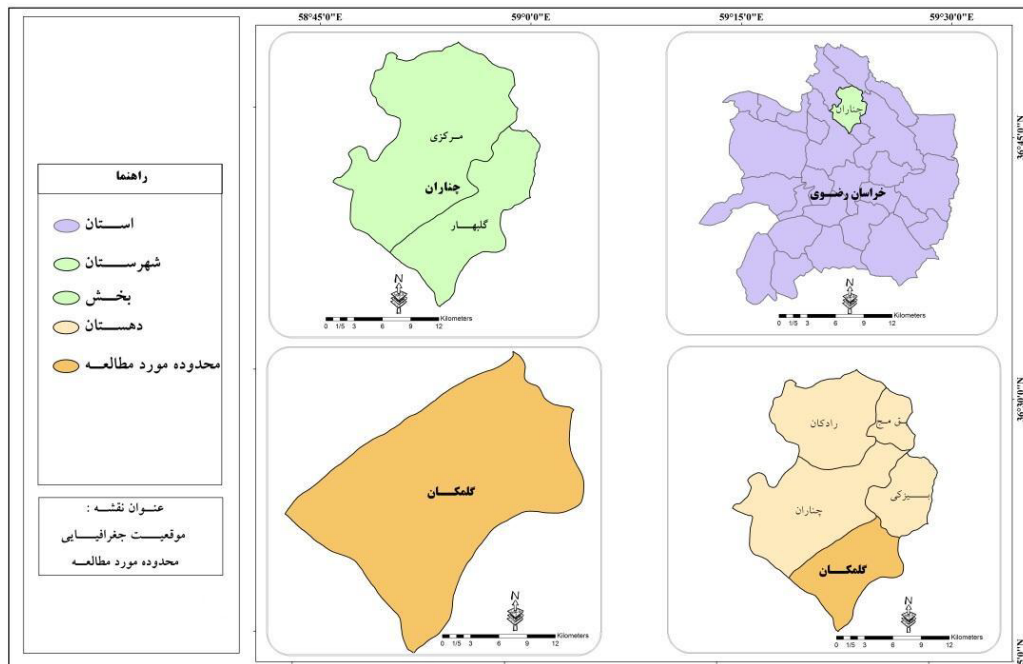 58°45'0"E 59°0'0"E 59°15'0"E 59°30'0"E
راهنما
استان
شهرستان
بخش
دهستان
محدوده مورد مطالعه
عنوان نقشه :
موقعیت جغرافیایی
محدوده مورد مطالعه
مرکزی
چناران
گلبهار
N
Kilometers
0 1/5 3 6 9 12
چناران
خراسان رضوی
N
Kilometers
0 1/5 3 6 9 12
گلمکان
N
Kilometers
0 1/5 3 6 9 12
رادکان
بق مج
بیزکی
چناران
گلمکان
N
Kilometers
0 1/5 3 6 9 12